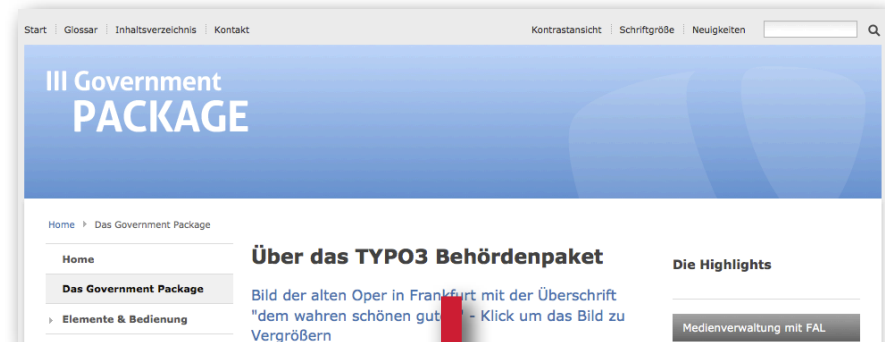 Start Glossar Inhaltsverzeichnis Kontakt Kontrastansicht Schriftgröße Neuigkeiten
III Government
PACKAGE
Home Das Government Package
Home
Das Government Package
Elemente & Bedienung
Über das TYPO3 Behördenpaket
Bild der alten Oper in Frankfurt mit der Überschrift
"dem wahren schönen - Klick um das Bild zu
Vergrößern
Die Highlights
Medienverwaltung mit FAL